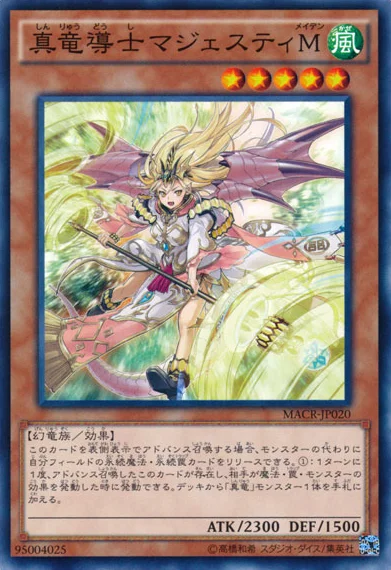 しんりゅうどうし メイデン かぜ
真竜導士マジェスティM 風
MACR-JP020
【幻竜族／効果】
このカードを表側表示でアドバンス召喚する場合、モンスターの代わりに
自分フィールドの永続魔法・永続罠カードをリリースできる。①：1ターンに
1度、アドバンス召喚したこのカードが存在し、相手が魔法・罠・モンスター
の効果を発動した時に発動できる。デッキから「真竜」モンスター1体を手札に
加える。
ATK/2300 DEF/1500
95004025 ©高橋和希 スタジオ・ダイス/集英社